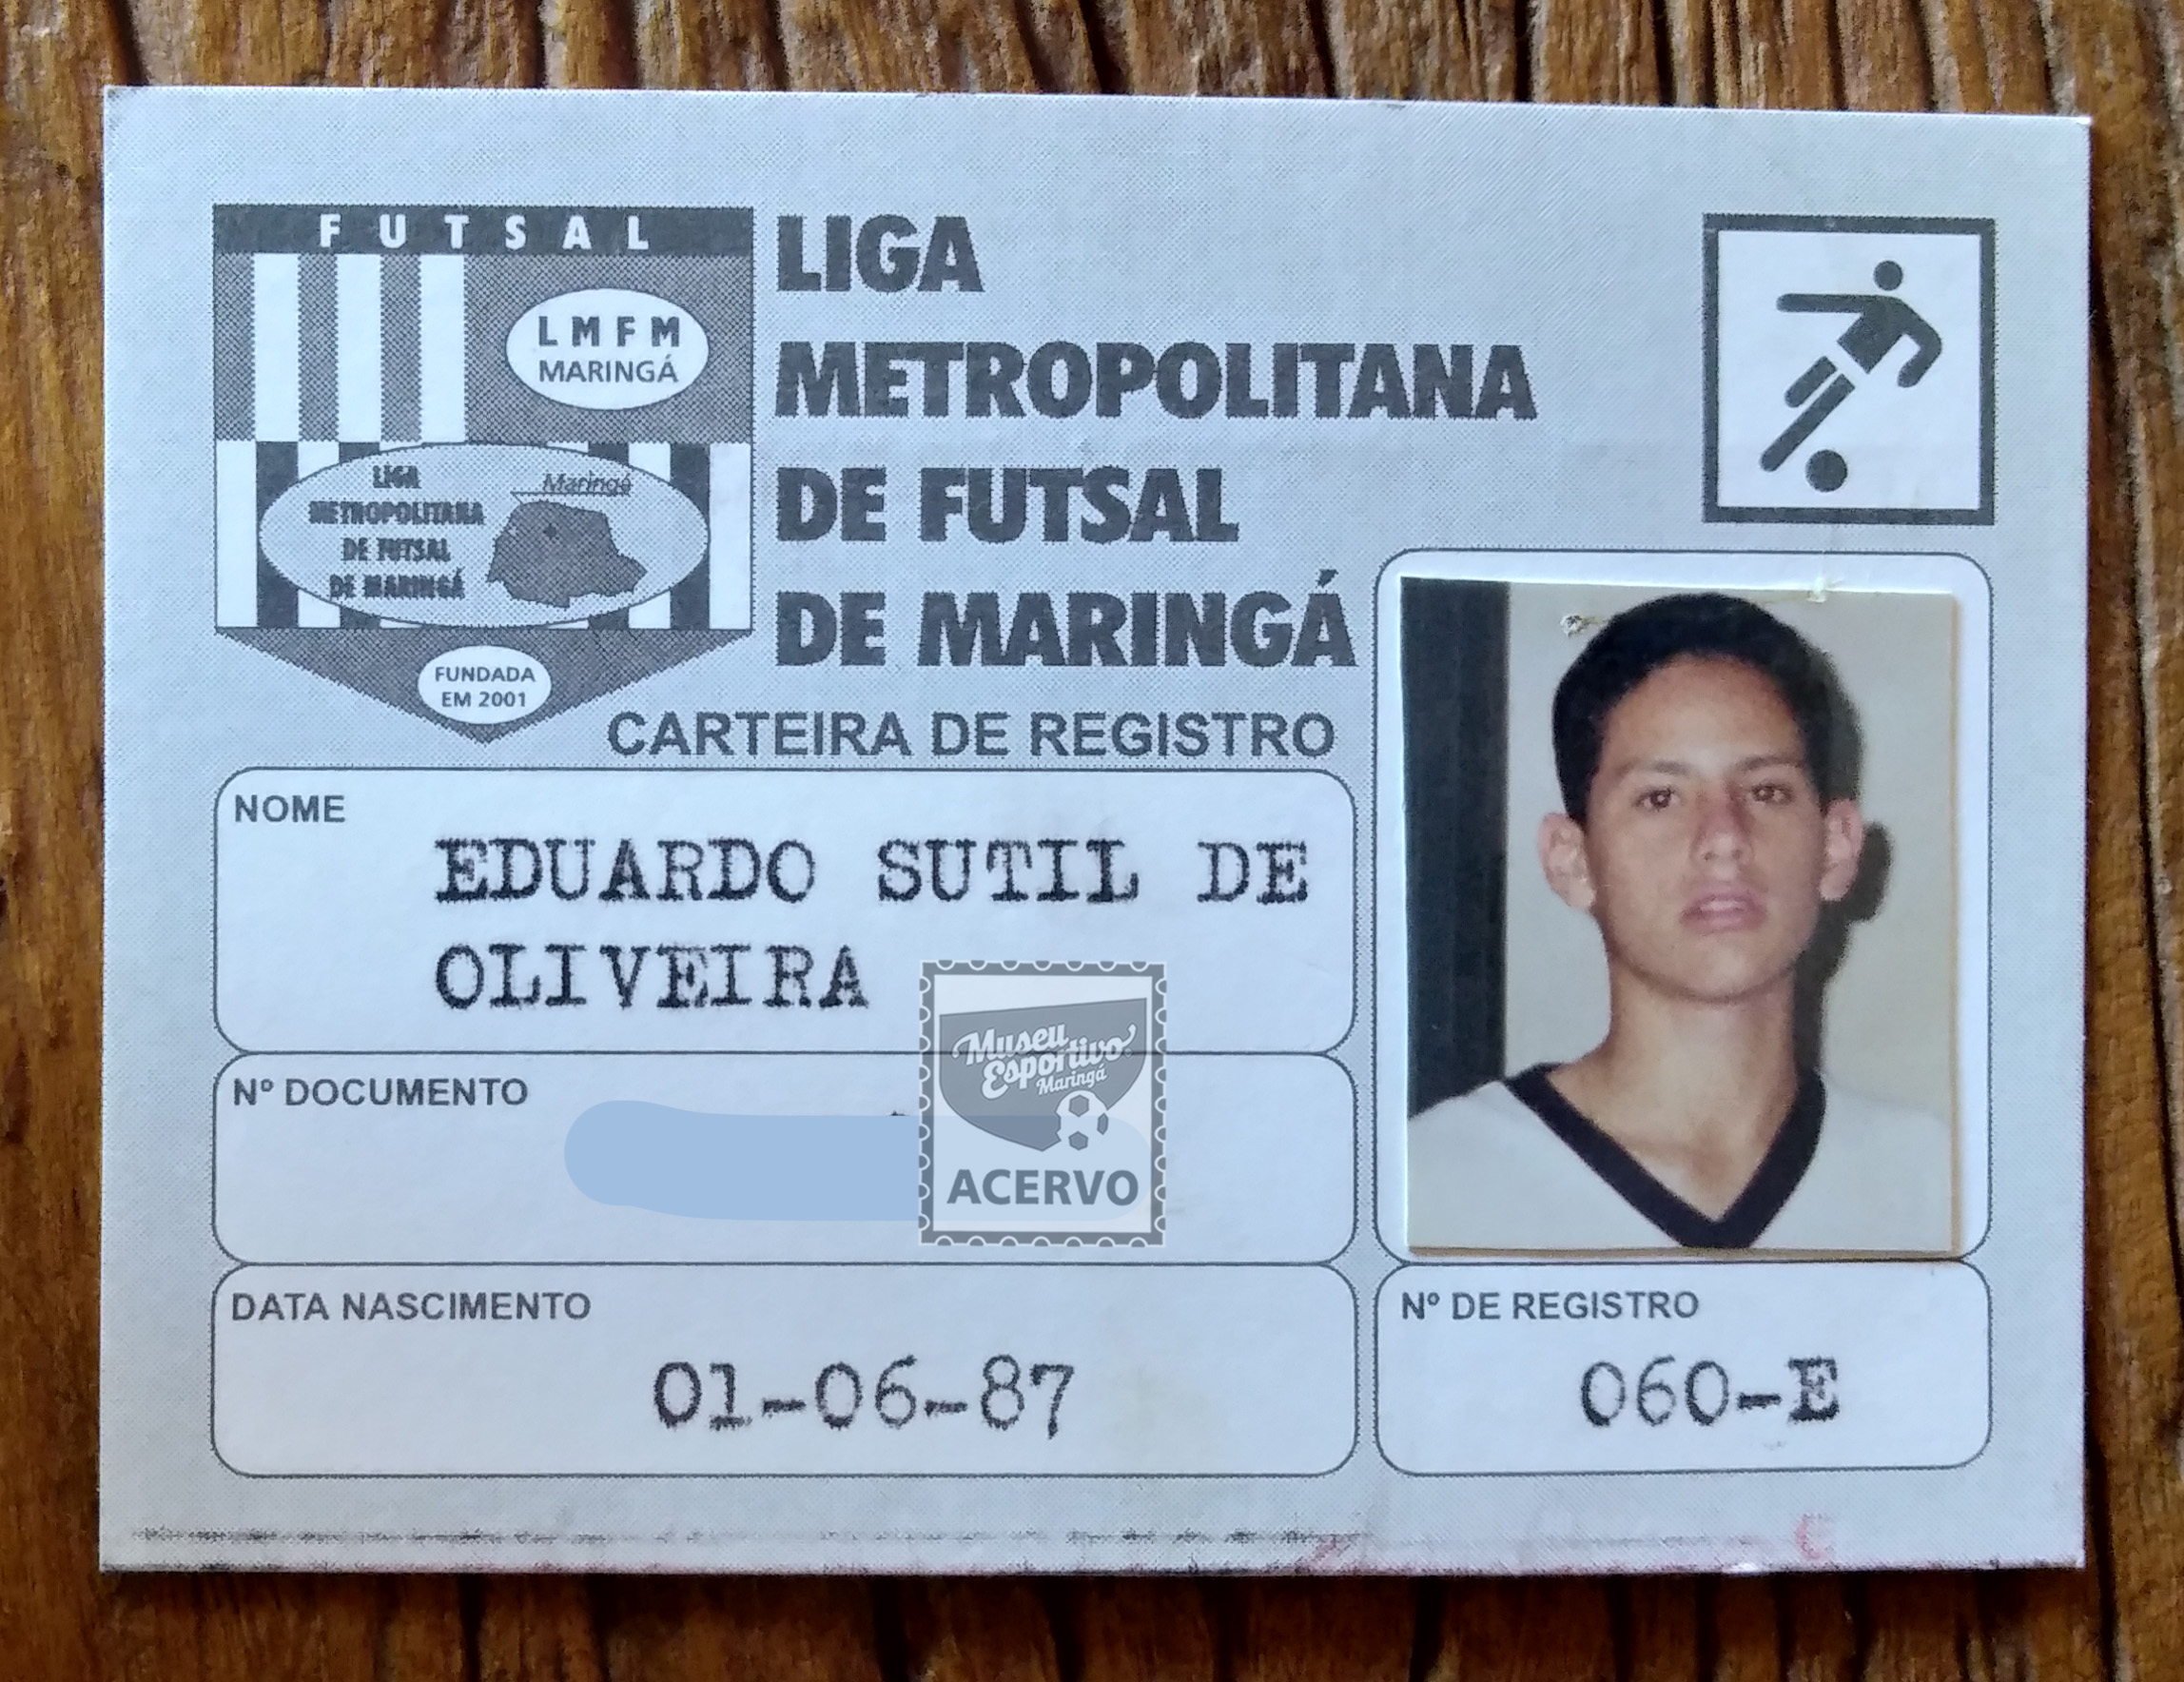 FUTSAL
LMFM
MARINGÁ
LIGA
METROPOLITANA
DE FUTSAL
DE MARINGÁ
Maringá
FUNDADA
EM 2001
LIGA
METROPOLITANA
DE FUTSAL
DE MARINGÁ
CARTEIRA DE REGISTRO
NOME
EDUARDO SUTIL DE
OLIVEIRA
Nº DOCUMENTO
Museu
Esportivo
Maringá
ACERVO
DATA NASCIMENTO
01-06-87
Nº DE REGISTRO
060-E